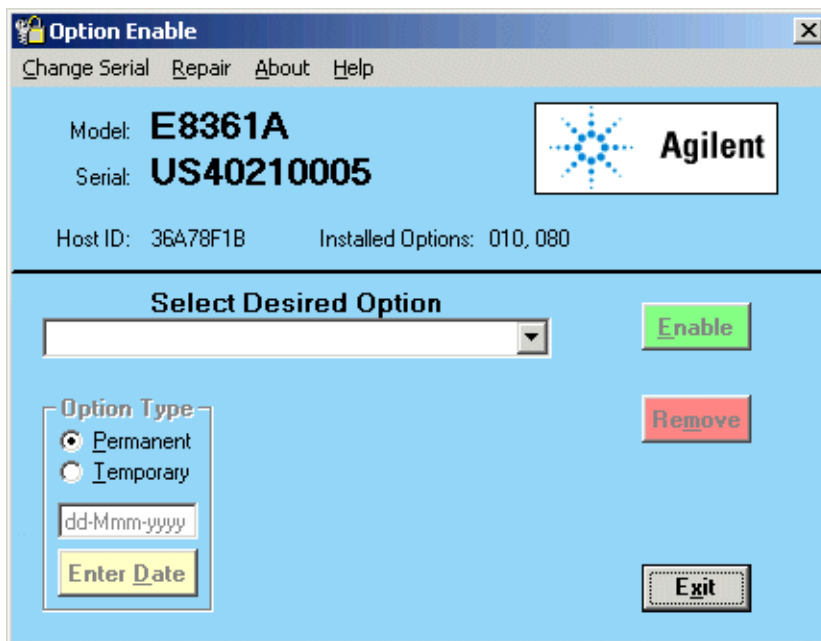 Option Enable
Change Serial Repair About Help
Model: E8361A
Serial: US40210005
Agilent
Host ID: 36A78F1B Installed Options: 010, 080
Select Desired Option
Enable
Option Type
Permanent
Temporary
Remove
dd-Mmm-yyyy
Enter Date
Exit